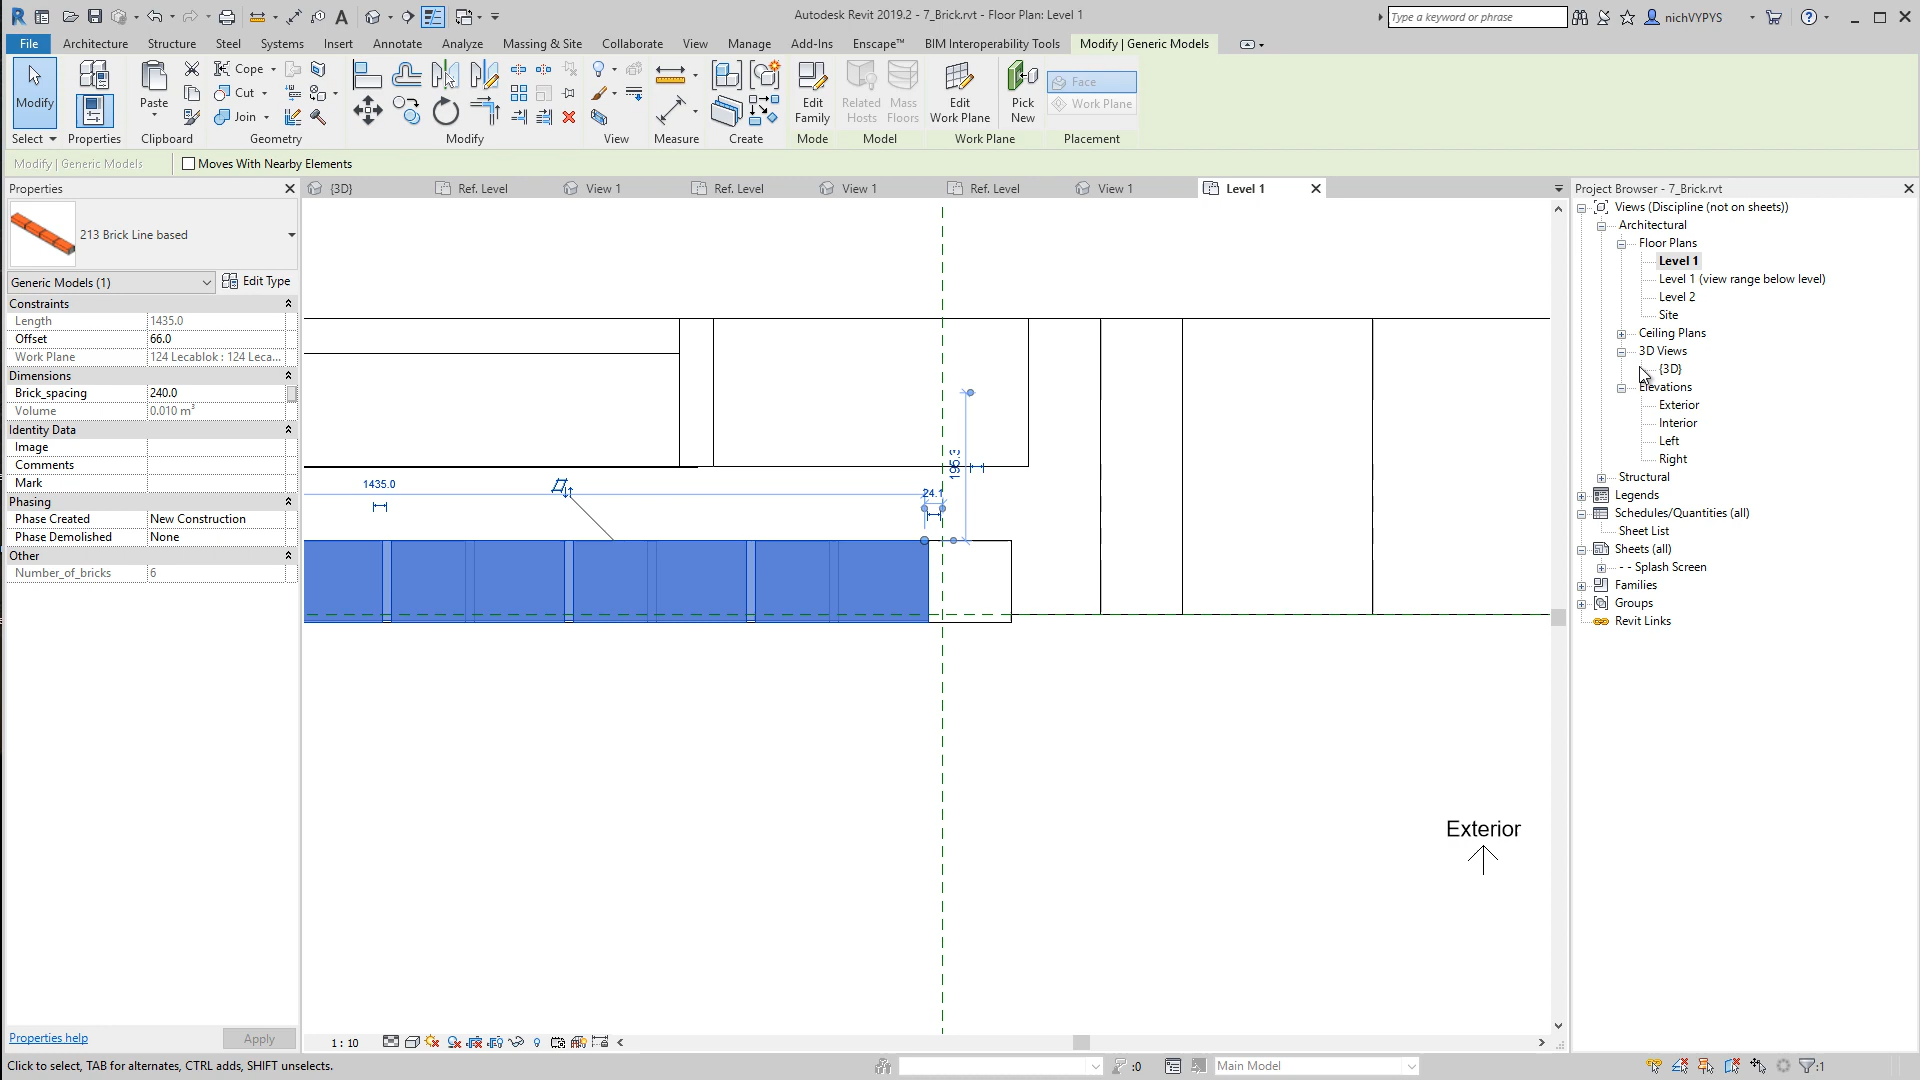 Autodesk Revit 2019.2 - 7_Brick.rvt - Floor Plan: Level 1
Type a keyword or phrase
nichVYPYS
File Architecture Structure Steel Systems Insert Annotate Analyze Massing & Site Collaborate View Manage Add-Ins Enscape™ BIM Interoperability Tools Modify | Generic Models
Modify
Paste
Cope
Cut
Join
Edit Family
Related Hosts
Mass Floors
Edit Work Plane
Pick New
Face
Work Plane
Select Properties Clipboard Geometry Modify View Measure Create Mode Model Work Plane Placement
Modify | Generic Models
Moves With Nearby Elements
Properties
{3D} Ref. Level View 1 Ref. Level View 1 Ref. Level View 1 Level 1
Project Browser - 7_Brick.rvt
213 Brick Line based
Generic Models (1)
Edit Type
Constraints
Length 1435.0
Offset 66.0
Work Plane 124 Lecablok : 124 Leca...
Dimensions
Brick_spacing 240.0
Volume 0.010 m³
Identity Data
Image
Comments
Mark
Phasing
Phase Created New Construction
Phase Demolished None
Other
Number_of_bricks 6
1435.0
24.1
195.3
Exterior
Views (Discipline (not on sheets))
Architectural
Floor Plans
Level 1
Level 1 (view range below level)
Level 2
Site
Ceiling Plans
3D Views
{3D}
Elevations
Exterior
Interior
Left
Right
Structural
Legends
Schedules/Quantities (all)
Sheet List
Sheets (all)
- - Splash Screen
Families
Groups
Revit Links
Properties help
Apply
1 : 10
Click to select, TAB for alternates, CTRL adds, SHIFT unselects.
:0
Main Model
:1